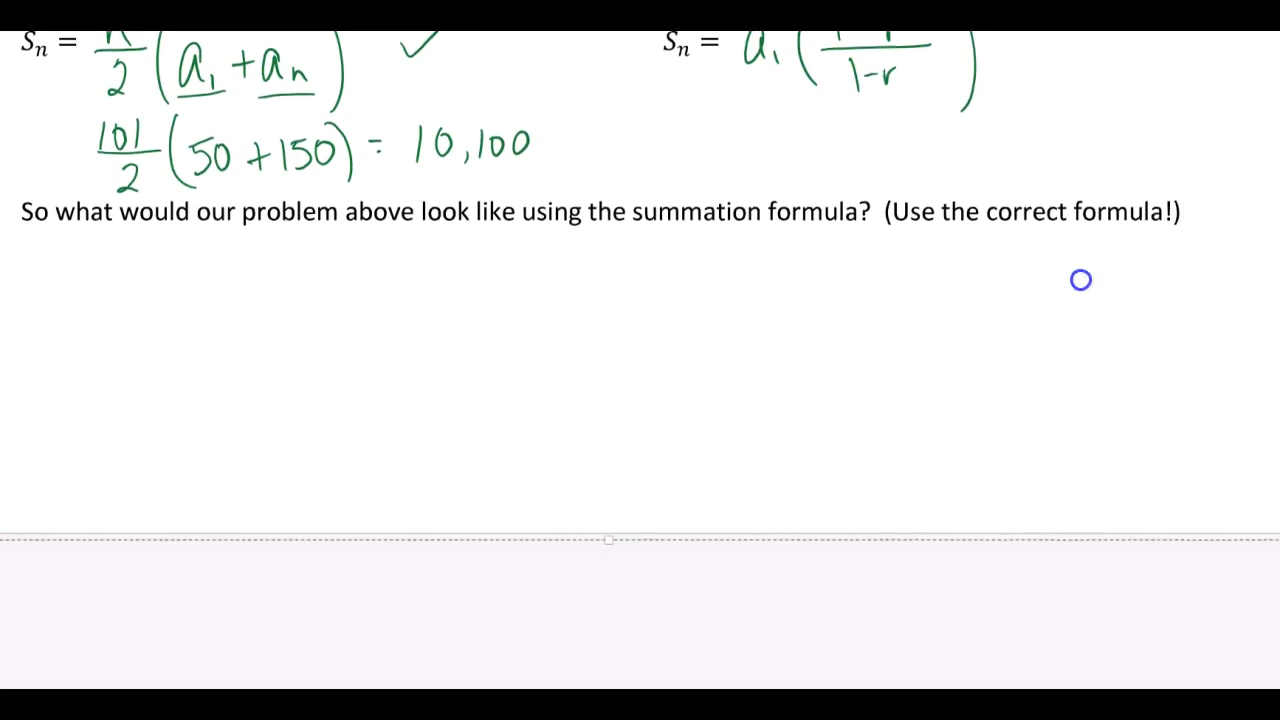 Sₙ = n/2 (a₁ + aₙ) ✓
Sₙ = a₁ ( / 1-r )
101/2 (50 + 150) = 10,100
So what would our problem above look like using the summation formula? (Use the correct formula!)